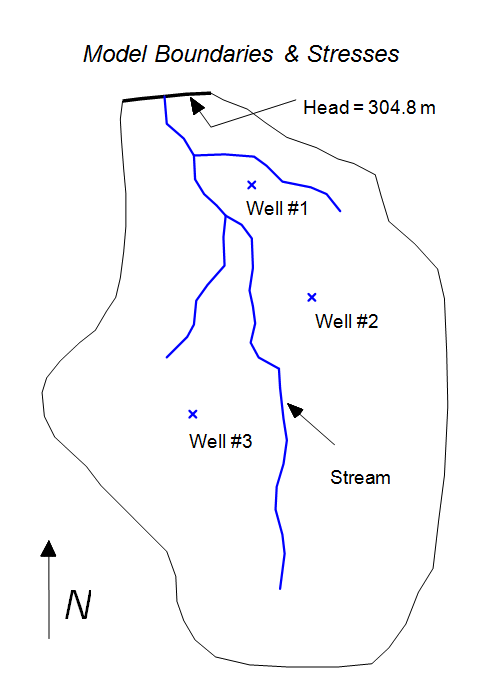 Model Boundaries & Stresses
Head = 304.8 m
Well #1
Well #2
Well #3
Stream
N